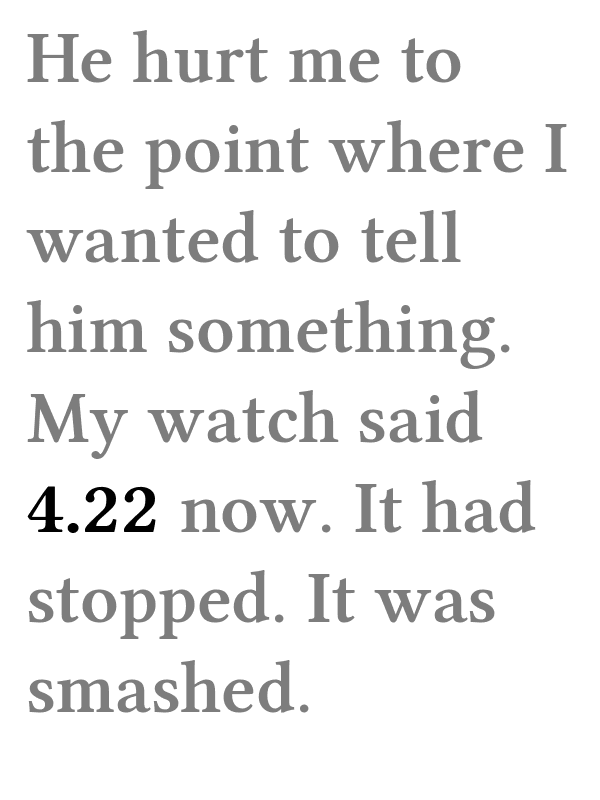 He hurt me to
the point where I
wanted to tell
him something.
My watch said
4.22 now. It had
stopped. It was
smashed.